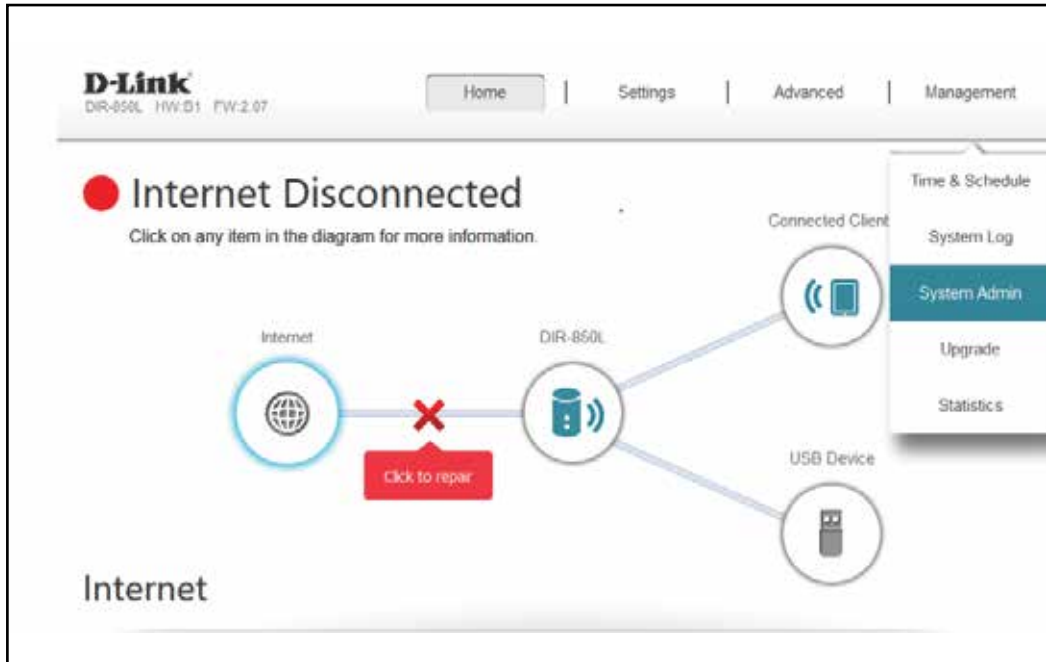 D-Link
DIR-850L HW:B1 FW:2.07
Home | Settings | Advanced | Management
Time & Schedule
System Log
System Admin
Upgrade
Statistics
Internet Disconnected
Click on any item in the diagram for more information.
Connected Client
Internet
DIR-850L
Click to repair
USB Device
Internet